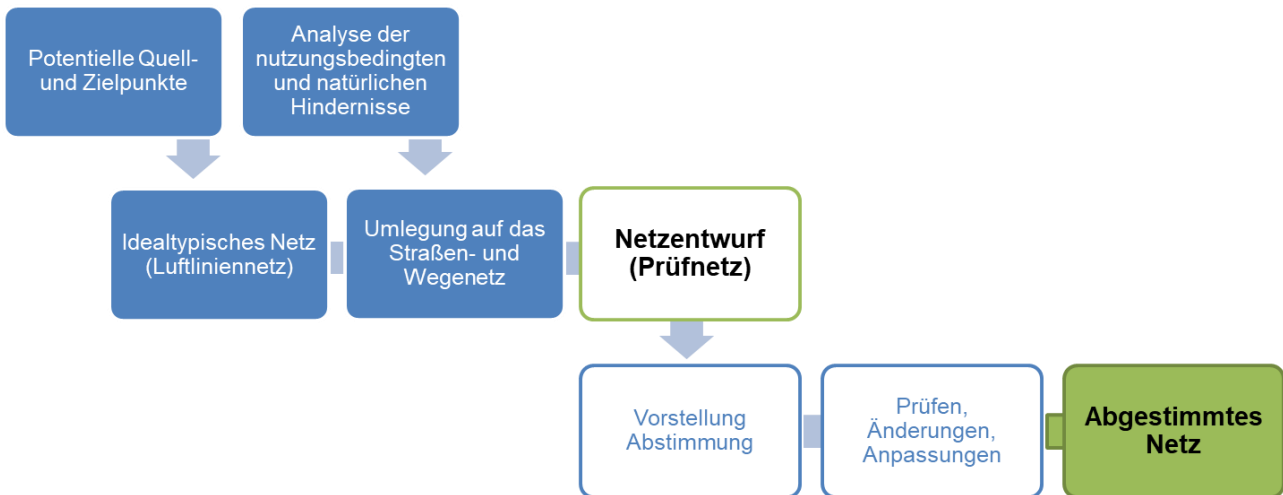 Potentielle Quell-
und Zielpunkte
Analyse der
nutzungsbedingten
und natürlichen
Hindernisse
Idealtypisches Netz
(Luftliniennetz)
Umlegung auf das
Straßen- und
Wegenetz
Netzentwurf
(Prüfnetz)
Vorstellung
Abstimmung
Prüfen,
Änderungen,
Anpassungen
Abgestimmtes
Netz